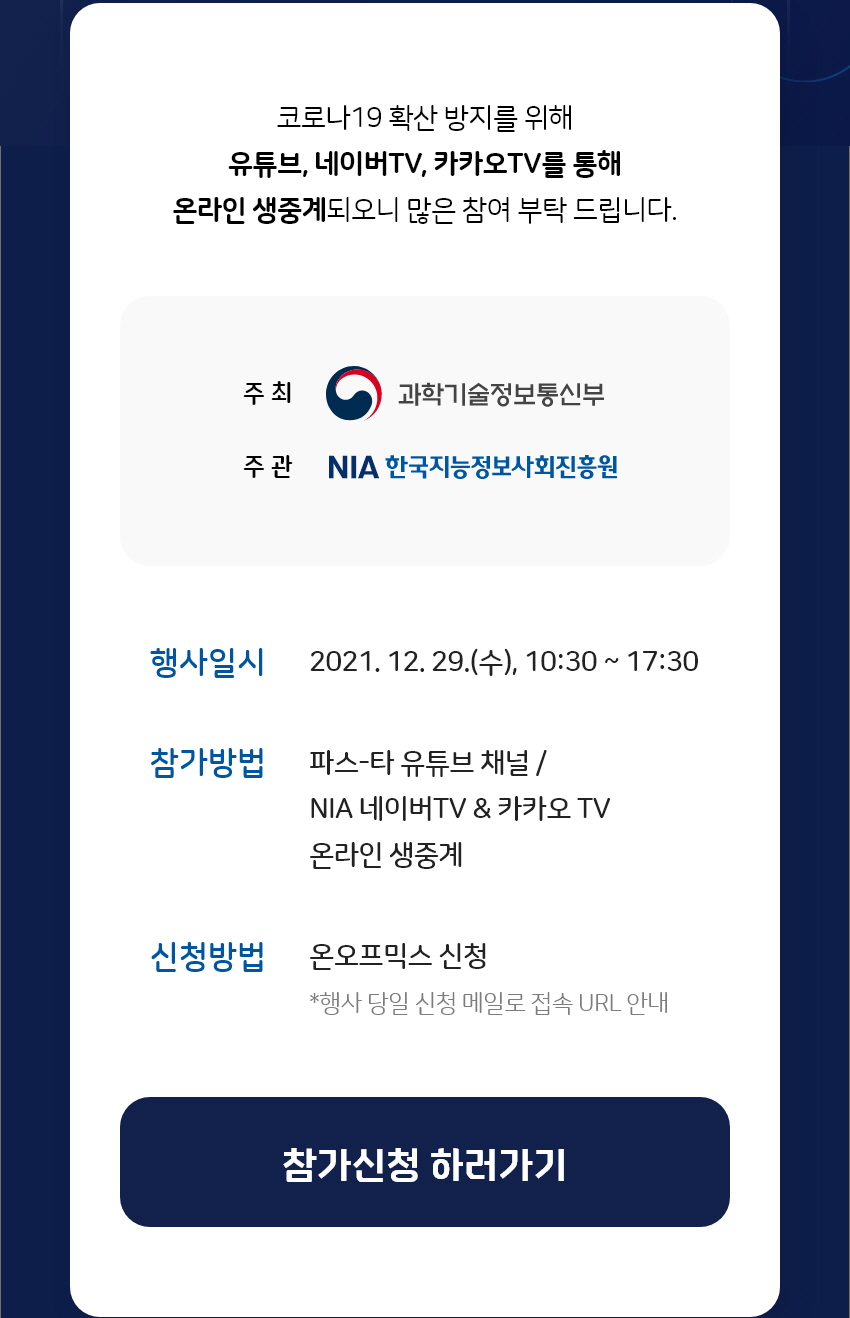 코로나19 확산 방지를 위해
유튜브, 네이버TV, 카카오TV를 통해
온라인 생중계되오니 많은 참여 부탁 드립니다.
주 최 과학기술정보통신부
주 관 NIA 한국지능정보사회진흥원
행사일시 2021. 12. 29.(수), 10:30 ~ 17:30
참가방법 파스-타 유튜브 채널 /
NIA 네이버TV & 카카오 TV
온라인 생중계
신청방법 온오프믹스 신청
*행사 당일 신청 메일로 접속 URL 안내
참가신청 하러가기